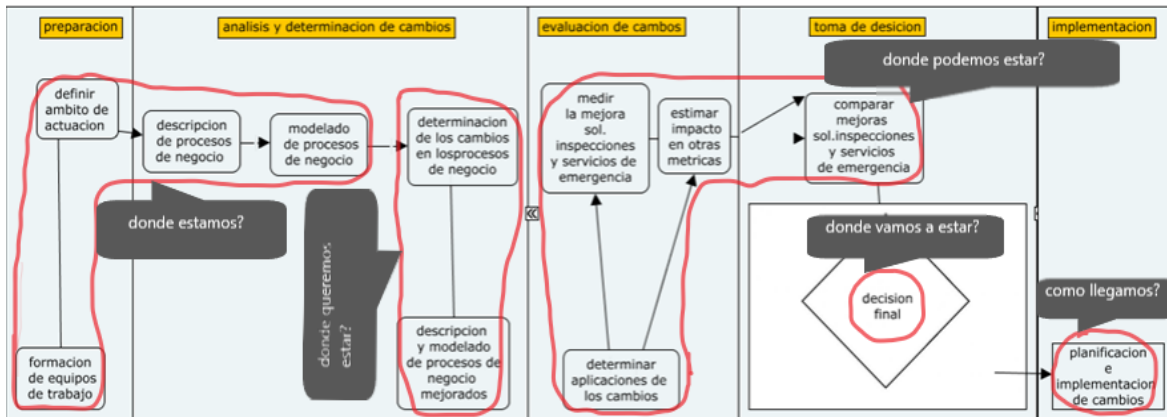 preparacion
analisis y determinacion de cambios
evaluacion de cambos
toma de desicion
implementacion
definir
ambito de
actuacion
descripcion
de procesos
de negocio
modelado
de procesos
de negocio
donde estamos?
formacion
de equipos
de trabajo
determinacion
de los cambios
en losprocesos
de negocio
donde queremos
estar?
descripcion
y modelado
de procesos de
negocio
mejorados
medir
la mejora
sol.
inspecciones
y servicios de
emergencia
estimar
impacto
en otras
metricas
determinar
aplicaciones de
los cambios
donde podemos estar?
comparar
mejoras
sol.inspecciones
y servicios
de emergencia
donde vamos a estar?
decision
final
como llegamos?
planificacion
e
implementacion
de cambios